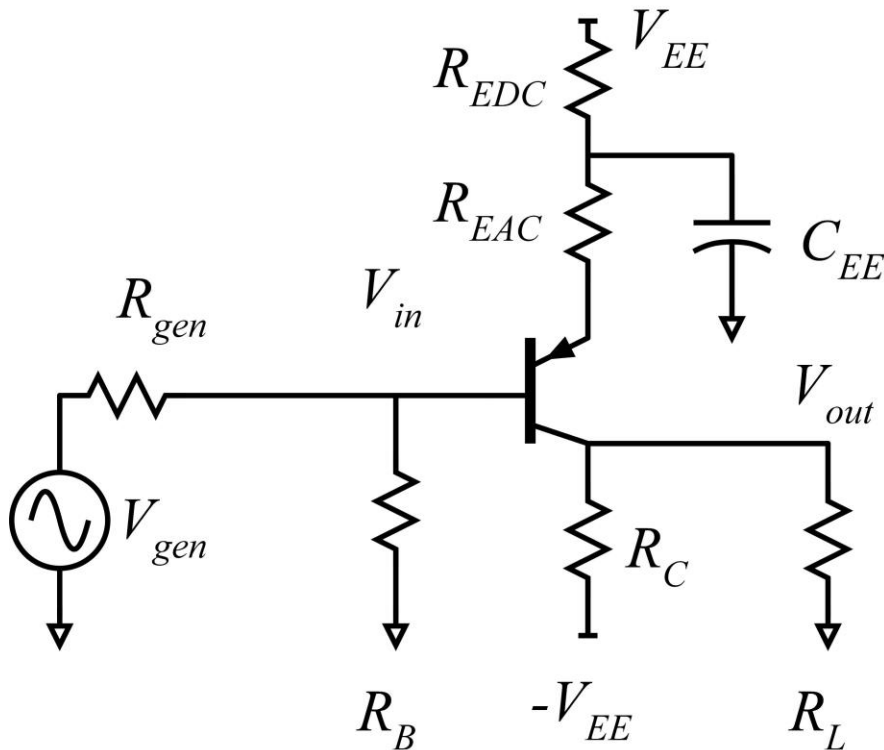 V_EE
R_EDC
R_EAC
C_EE
V_in
R_gen
V_out
V_gen
R_C
R_B
-V_EE
R_L